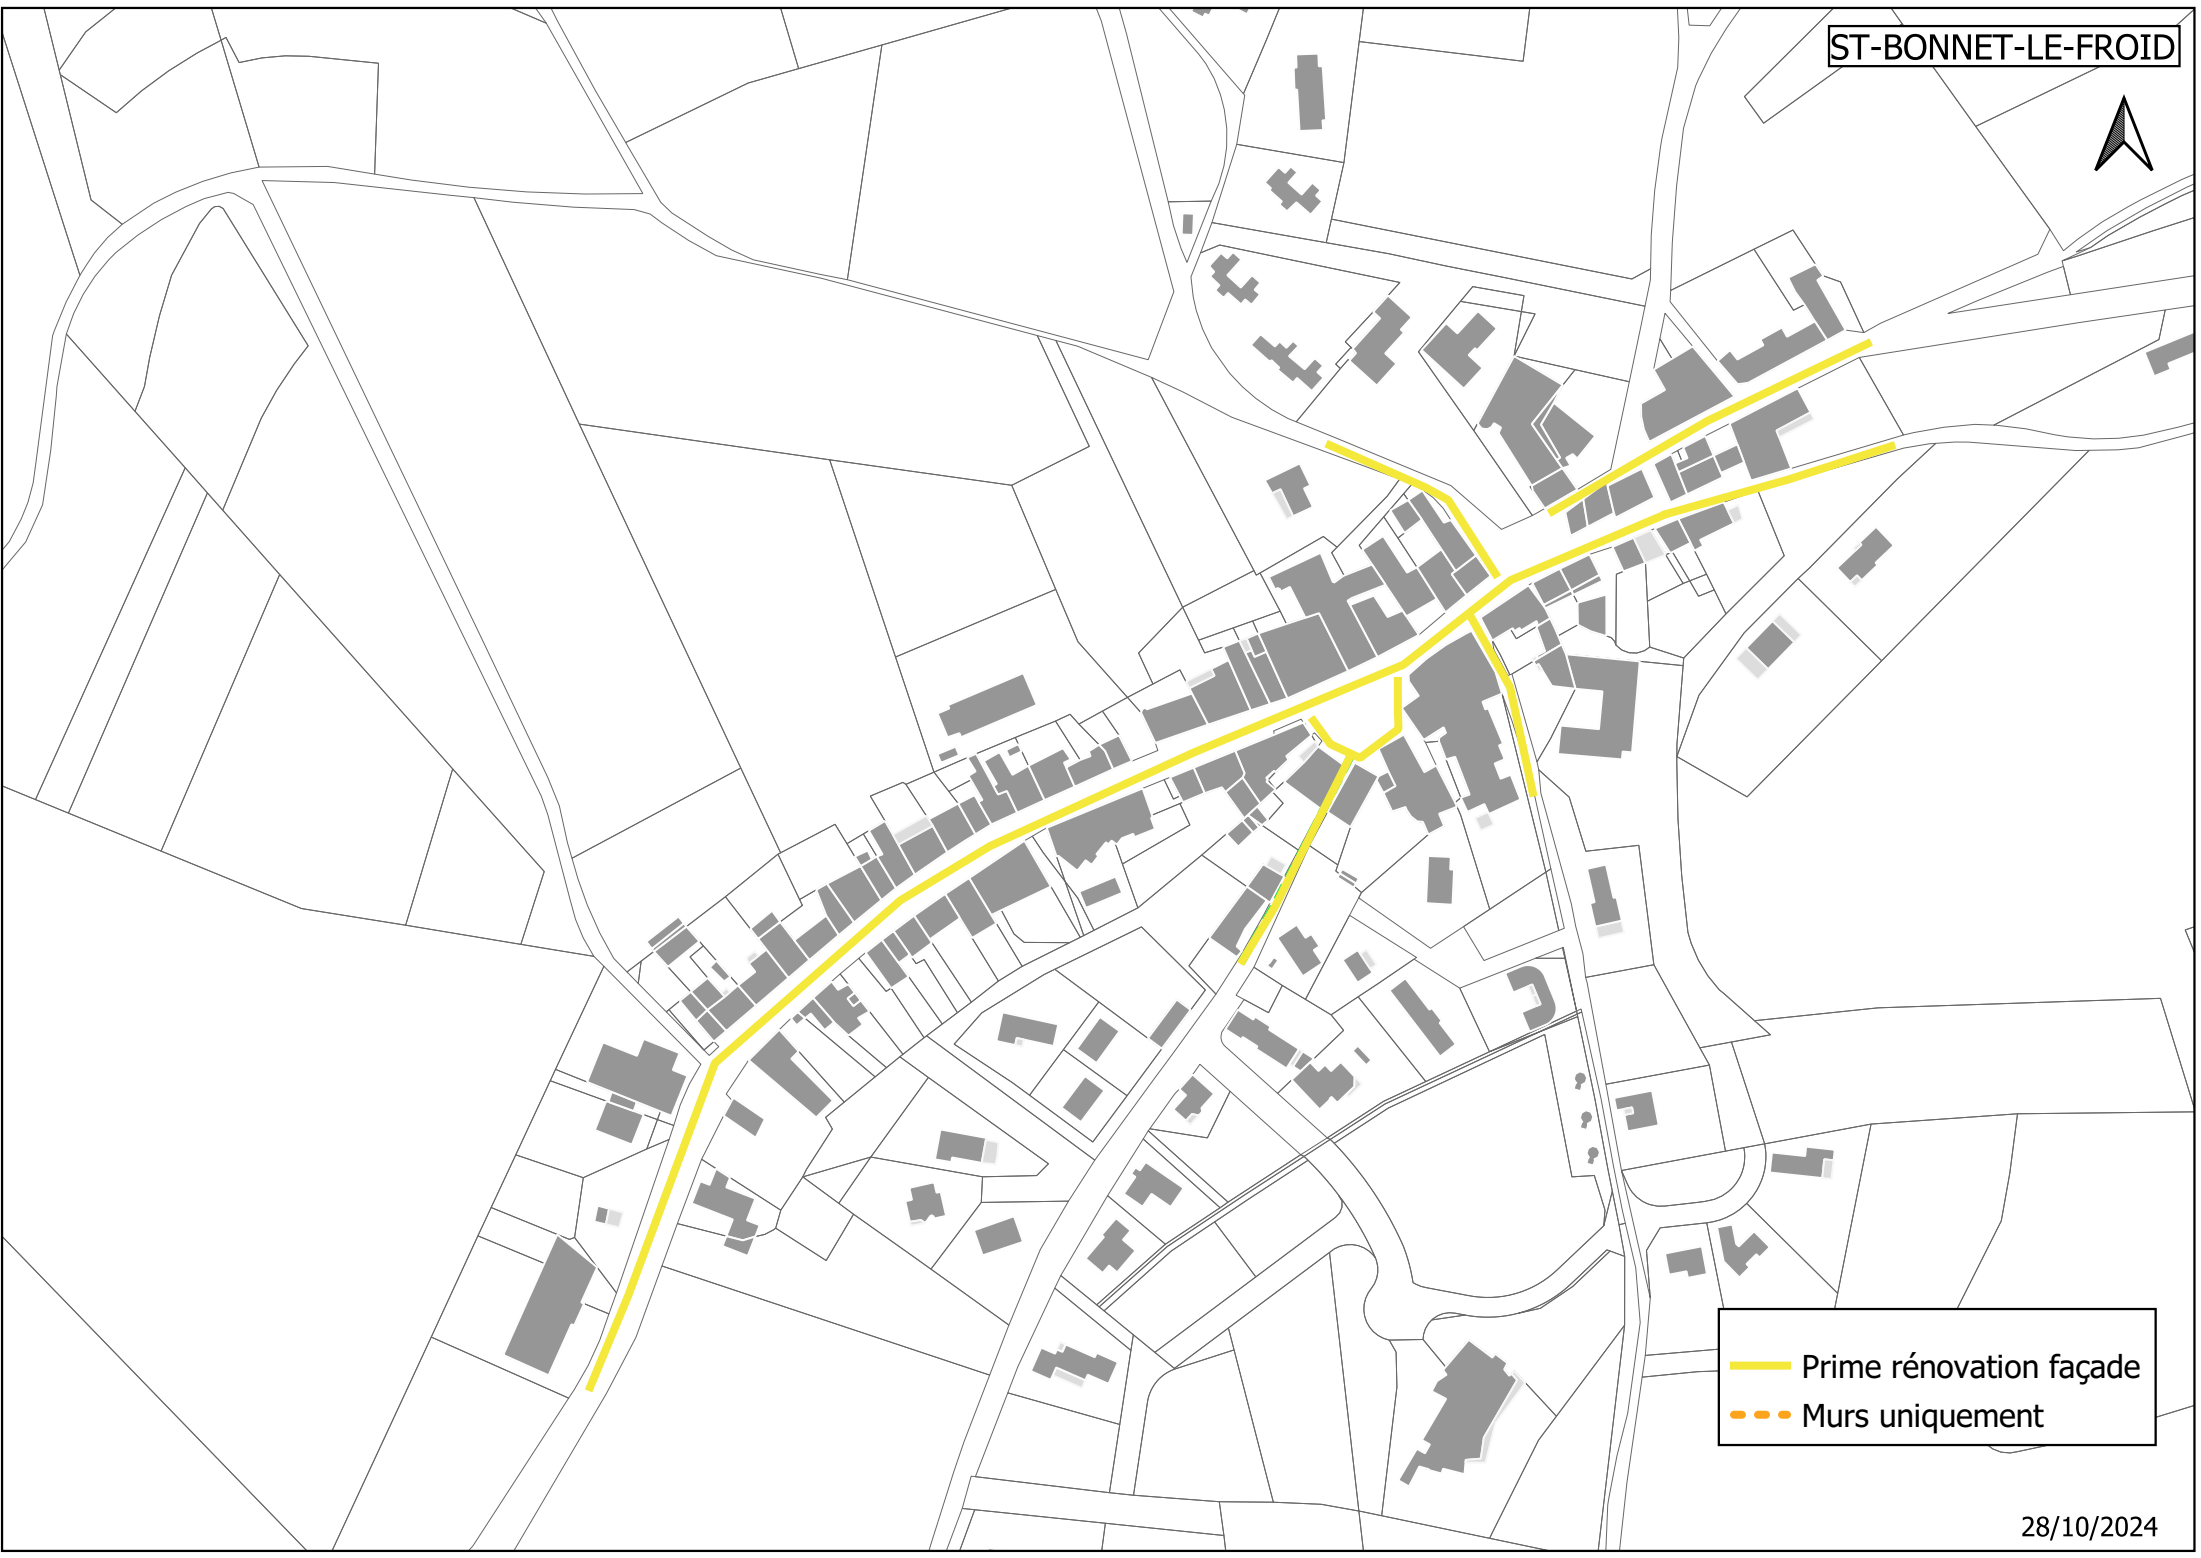 ST-BONNET-LE-FROID
Prime rénovation façade
Murs uniquement
28/10/2024